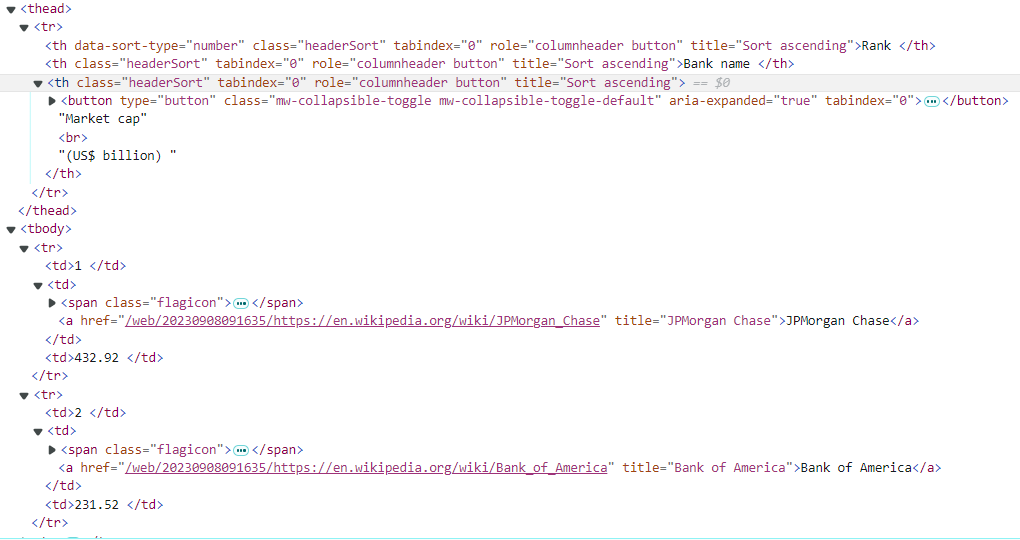 <thead>
<tr>
<th data-sort-type="number" class="headerSort" tabindex="0" role="columnheader button" title="Sort ascending">Rank </th>
<th class="headerSort" tabindex="0" role="columnheader button" title="Sort ascending">Bank name </th>
<th class="headerSort" tabindex="0" role="columnheader button" title="Sort ascending"> == $0
<button type="button" class="mw-collapsible-toggle mw-collapsible-toggle-default" aria-expanded="true" tabindex="0">…</button>
"Market cap"
<br>
"(US$ billion) "
</th>
</tr>
</thead>
<tbody>
<tr>
<td>1 </td>
<td>
<span class="flagicon">…</span>
<a href="/web/20230908091635/https://en.wikipedia.org/wiki/JPMorgan_Chase" title="JPMorgan Chase">JPMorgan Chase</a>
</td>
<td>432.92 </td>
</tr>
<tr>
<td>2 </td>
<td>
<span class="flagicon">…</span>
<a href="/web/20230908091635/https://en.wikipedia.org/wiki/Bank_of_America" title="Bank of America">Bank of America</a>
</td>
<td>231.52 </td>
</tr>